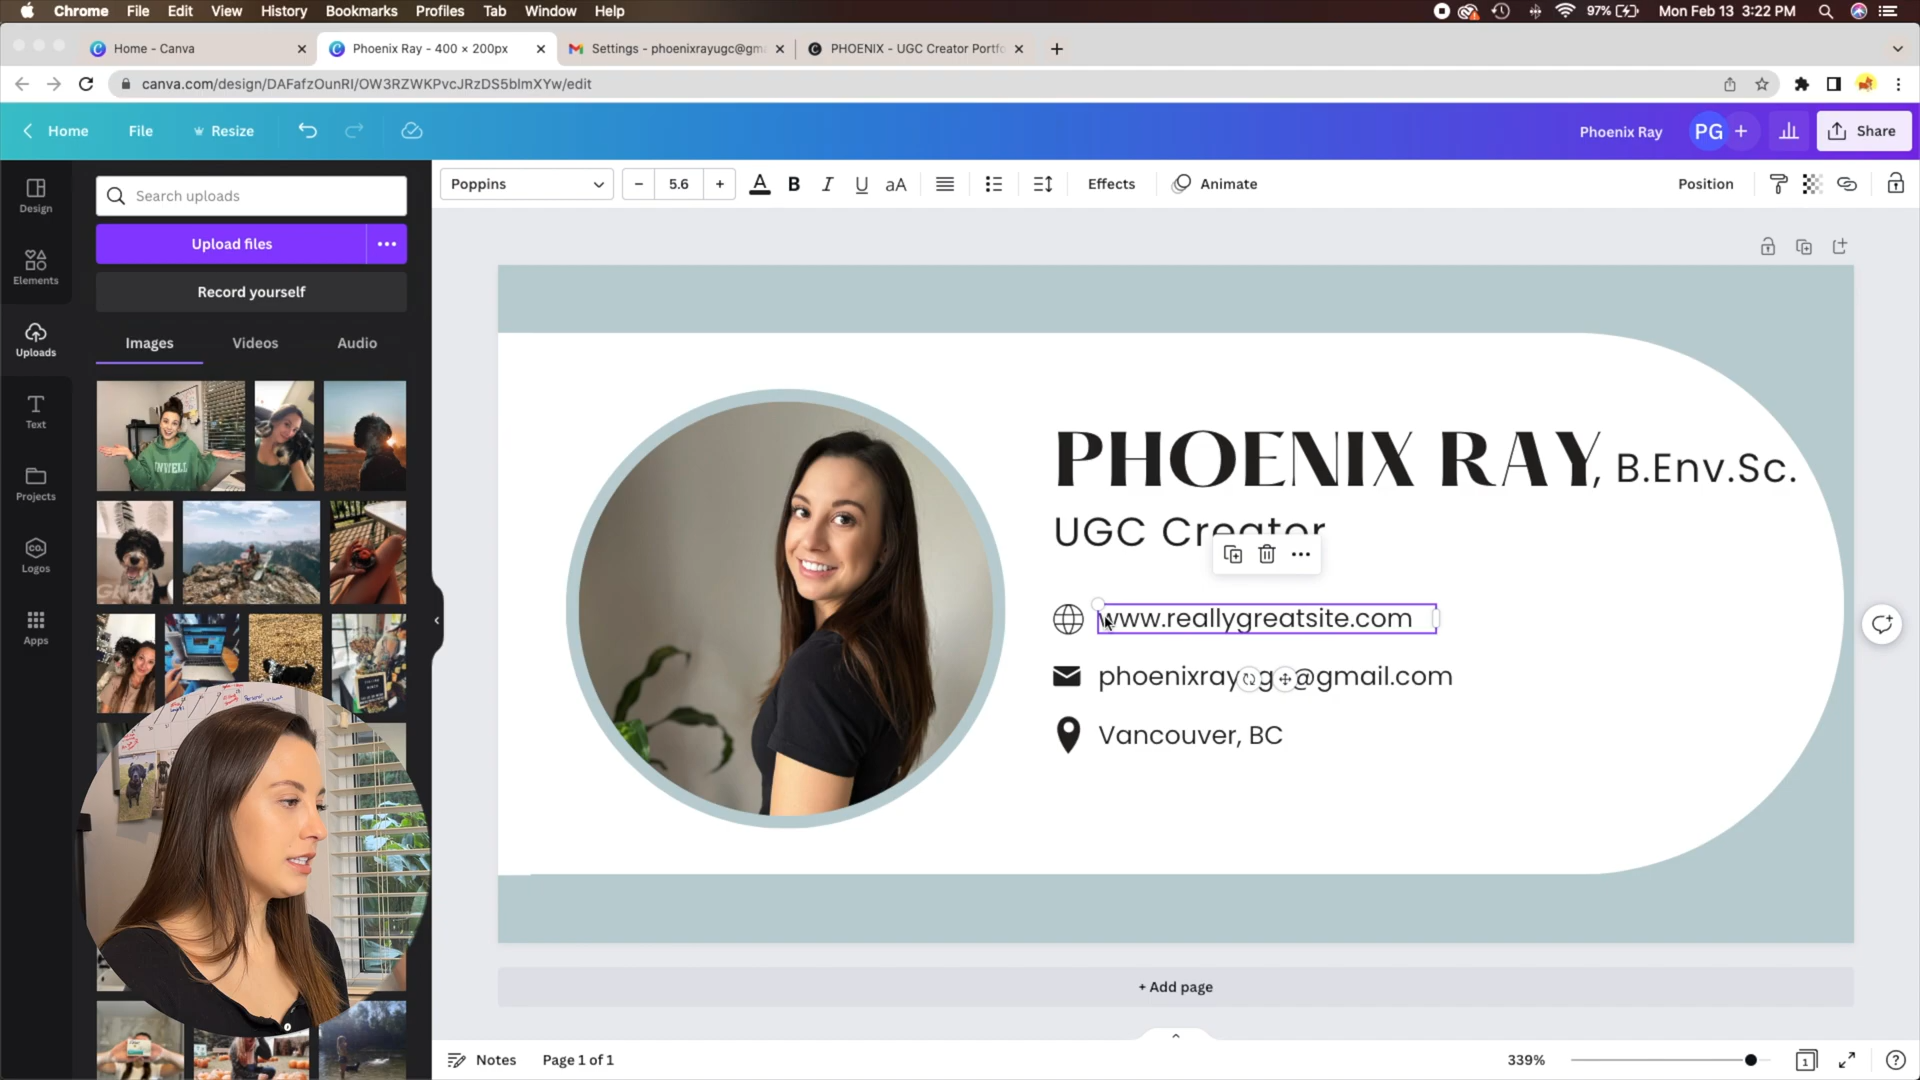 Chrome File Edit View History Bookmarks Profiles Tab Window Help 97% Mon Feb 13 3:22 PM
Home - Canva Phoenix Ray - 400 × 200px Settings - phoenixrayugc@gm PHOENIX - UGC Creator Portfo
canva.com/design/DAFafzOunRI/OW3RZWKPvcJRzDS5bImXYw/edit
Home File Resize Phoenix Ray PG + Share
Poppins – 5.6 + A B I U aA Effects Animate Position
Search uploads
Upload files
Record yourself
Images Videos Audio
Design
Elements
Uploads
Text
Projects
Logos
Apps
CO.
PHOENIX RAY, B.Env.Sc.
UGC Creator
www.reallygreatsite.com
phoenixrayugc@gmail.com
Vancouver, BC
+ Add page
Notes Page 1 of 1 339% 1